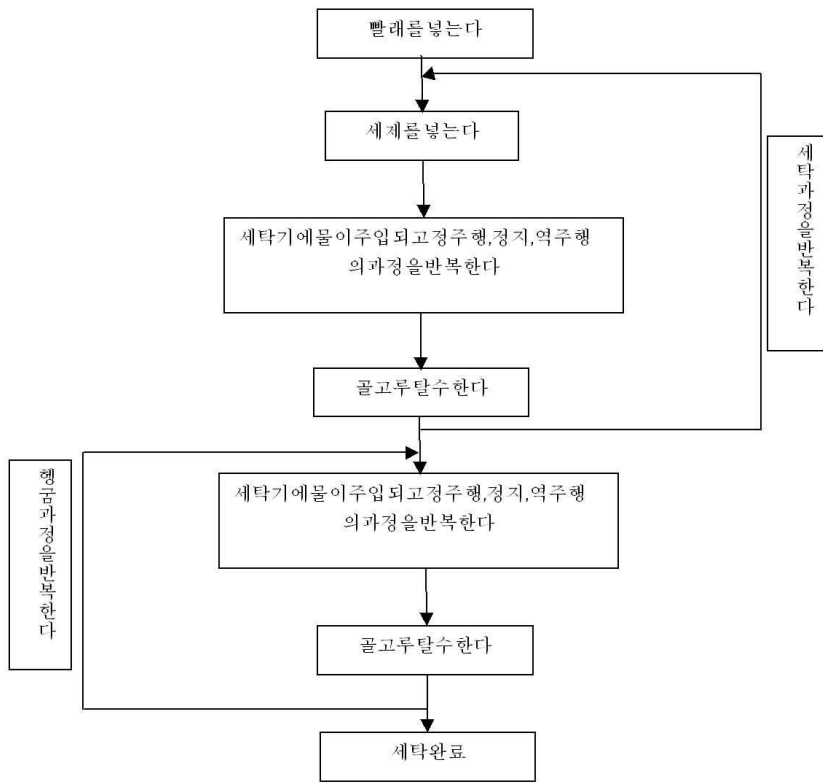 빨래를넣는다
세제를넣는다
세탁기에물이주입되고정주행,정지,역주행
의과정을반복한다
골고루탈수한다
세탁과정을반복한다
세탁기에물이주입되고정주행,정지,역주행
의과정을반복한다
헹굼과정을반복한다
골고루탈수한다
세탁완료